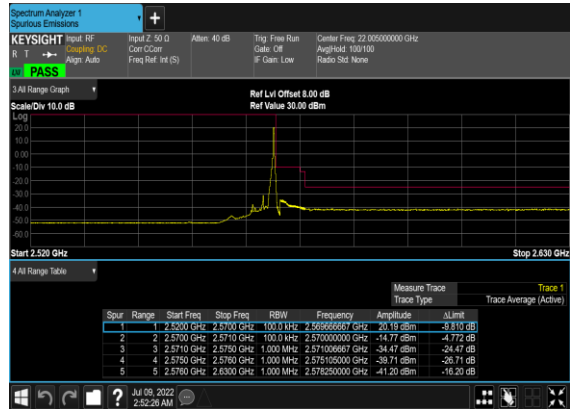 Spectrum Analyzer 1
Spurious Emissions
+
KEYSIGHT Input: RF Input Z: 50 Ω Atten: 40 dB Trig: Free Run Center Freq: 22.005000000 GHz
R T Coupling: DC Corr CCorr Gate: Off Avg|Hold: 100/100
Align: Auto Freq Ref: Int (S) IF Gain: Low Radio Std: None
PASS
3 All Range Graph
Ref Lvl Offset 8.00 dB
Scale/Div 10.0 dB Ref Value 30.00 dBm
Log
20.0
10.0
0.00
-10.0
-20.0
-30.0
-40.0
-50.0
-60.0
Start 2.520 GHz Stop 2.630 GHz
4 All Range Table
Measure Trace Trace 1
Trace Type Trace Average (Active)
Spur Range Start Freq Stop Freq RBW Frequency Amplitude ΔLimit
1 1 2.5200 GHz 2.5700 GHz 100.0 kHz 2.569666667 GHz 20.19 dBm -9.810 dB
2 2 2.5700 GHz 2.5710 GHz 100.0 kHz 2.570000000 GHz -14.77 dBm -4.772 dB
3 3 2.5710 GHz 2.5750 GHz 1.000 MHz 2.571006667 GHz -34.47 dBm -24.47 dB
4 4 2.5750 GHz 2.5760 GHz 1.000 MHz 2.575105000 GHz -39.71 dBm -26.71 dB
5 5 2.5760 GHz 2.6300 GHz 1.000 MHz 2.578250000 GHz -41.20 dBm -16.20 dB
? Jul 09, 2022
2:52:26 AM